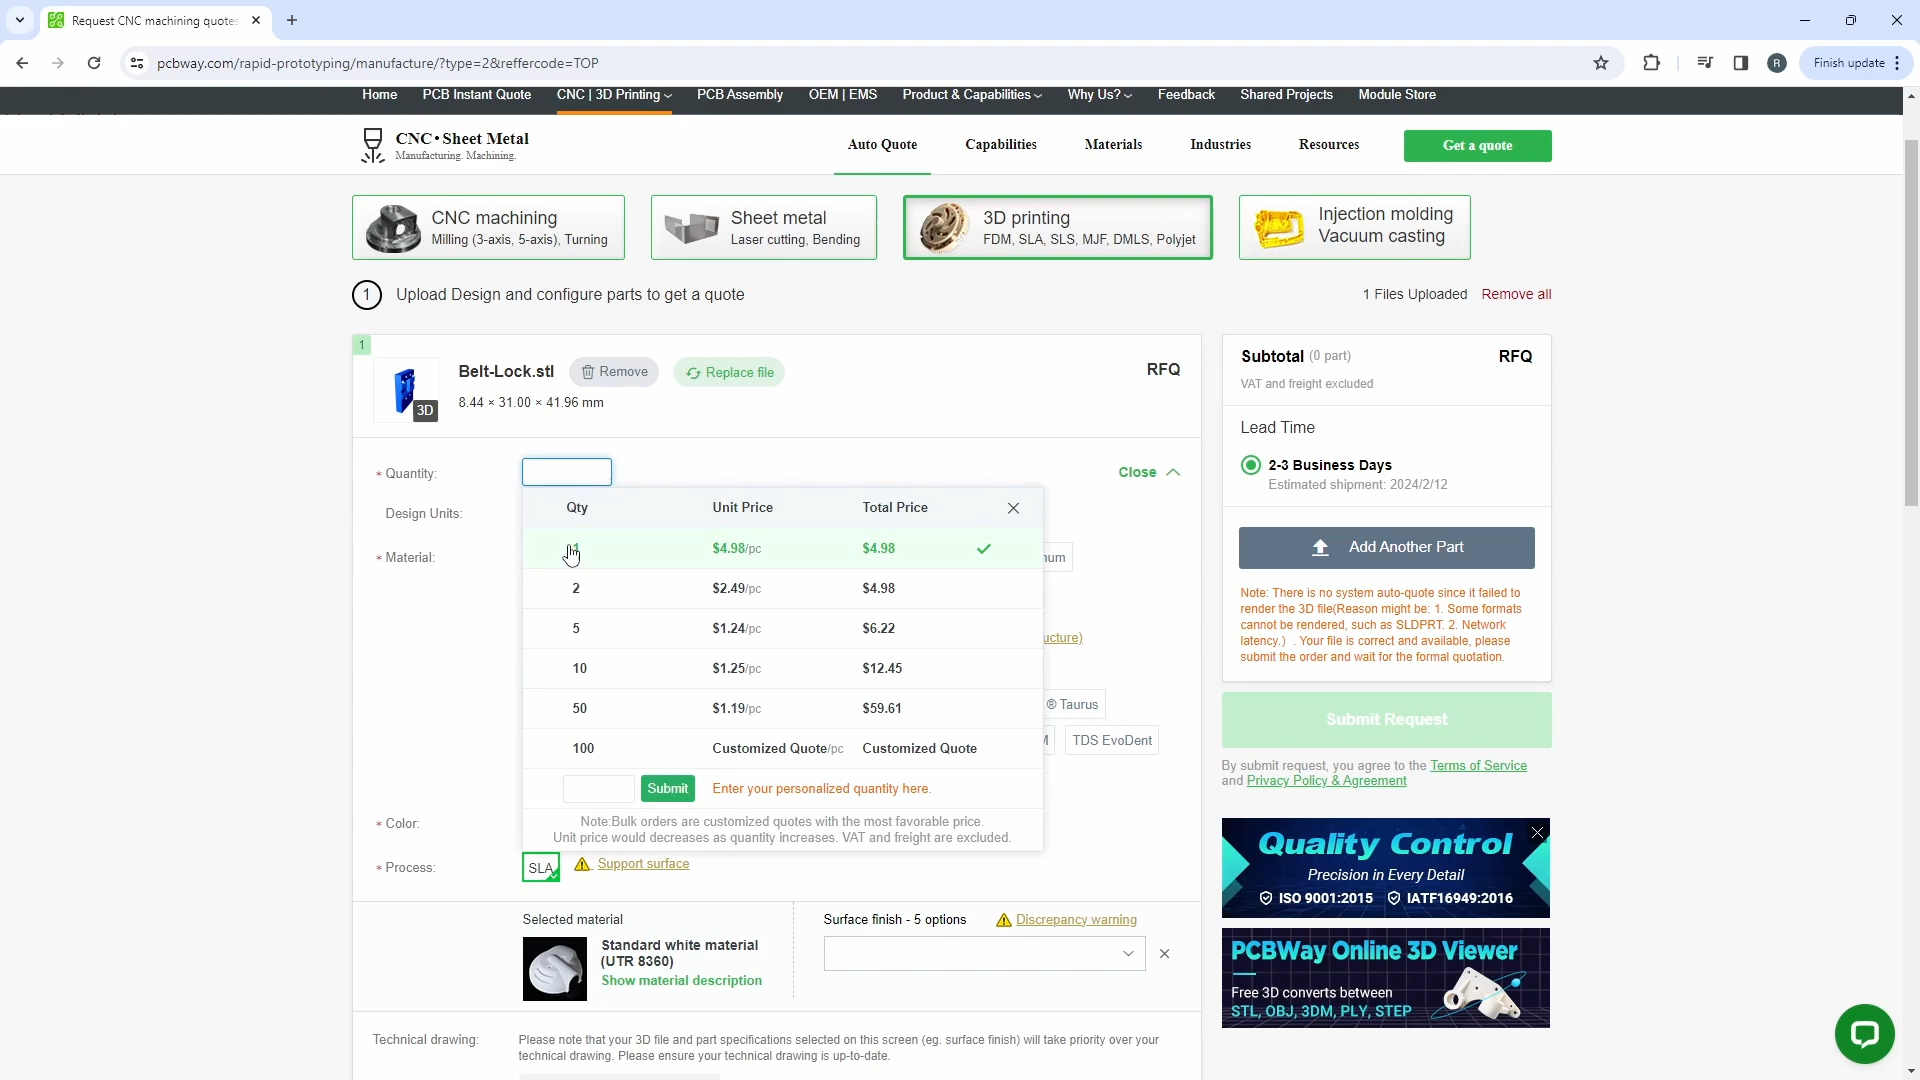 Request CNC machining quotes
pcbway.com/rapid-prototyping/manufacture/?type=2&reffercode=TOP
R
Finish update
Home
PCB Instant Quote
CNC | 3D Printing
PCB Assembly
OEM | EMS
Product & Capabilities
Why Us?
Feedback
Shared Projects
Module Store
CNC•Sheet Metal
Manufacturing. Machining.
Auto Quote
Capabilities
Materials
Industries
Resources
Get a quote
CNC machining
Milling (3-axis, 5-axis), Turning
Sheet metal
Laser cutting, Bending
3D printing
FDM, SLA, SLS, MJF, DMLS, Polyjet
Injection molding
Vacuum casting
1 Upload Design and configure parts to get a quote
1 Files Uploaded Remove all
1
Belt-Lock.stl
Remove
Replace file
RFQ
3D
8.44 × 31.00 × 41.96 mm
* Quantity:
Close
Design Units:
* Material:
Qty Unit Price Total Price
1 $4.98/pc $4.98
2 $2.49/pc $4.98
5 $1.24/pc $6.22
10 $1.25/pc $12.45
50 $1.19/pc $59.61
100 Customized Quote/pc Customized Quote
Submit Enter your personalized quantity here.
Note:Bulk orders are customized quotes with the most favorable price.
Unit price would decreases as quantity increases. VAT and freight are excluded.
num
ucture)
® Taurus
TDS EvoDent
* Color:
* Process:
SLA
Support surface
Selected material
Standard white material
(UTR 8360)
Show material description
Surface finish - 5 options
Discrepancy warning
Technical drawing:
Please note that your 3D file and part specifications selected on this screen (eg. surface finish) will take priority over your
technical drawing. Please ensure your technical drawing is up-to-date.
Subtotal (0 part) RFQ
VAT and freight excluded
Lead Time
2-3 Business Days
Estimated shipment: 2024/2/12
Add Another Part
Note: There is no system auto-quote since it failed to
render the 3D file(Reason might be: 1. Some formats
cannot be rendered, such as SLDPRT. 2. Network
latency.) . Your file is correct and available, please
submit the order and wait for the formal quotation.
Submit Request
By submit request, you agree to the Terms of Service
and Privacy Policy & Agreement
Quality Control
Precision in Every Detail
ISO 9001:2015 IATF16949:2016
PCBWay Online 3D Viewer
Free 3D converts between
STL, OBJ, 3DM, PLY, STEP